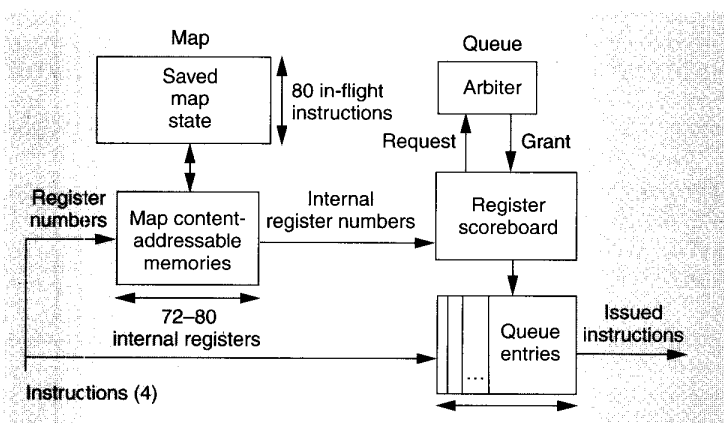 Map
Queue
Saved
map
state
80 in-flight
instructions
Arbiter
Request
Grant
Register
numbers
Map content-
addressable
memories
Internal
register numbers
Register
scoreboard
72–80
internal registers
Queue
entries
...
Issued
instructions
Instructions (4)